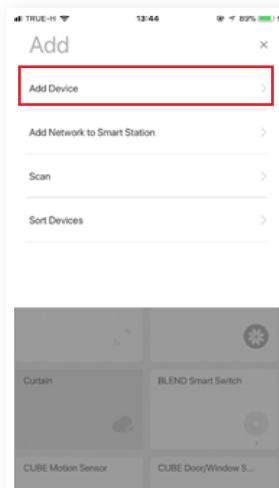 TRUE-H 13:44 89%
Add
Add Device
Add Network to Smart Station
Scan
Sort Devices
Curtain
BLEND Smart Switch
CUBE Motion Sensor
CUBE Door/Window S...